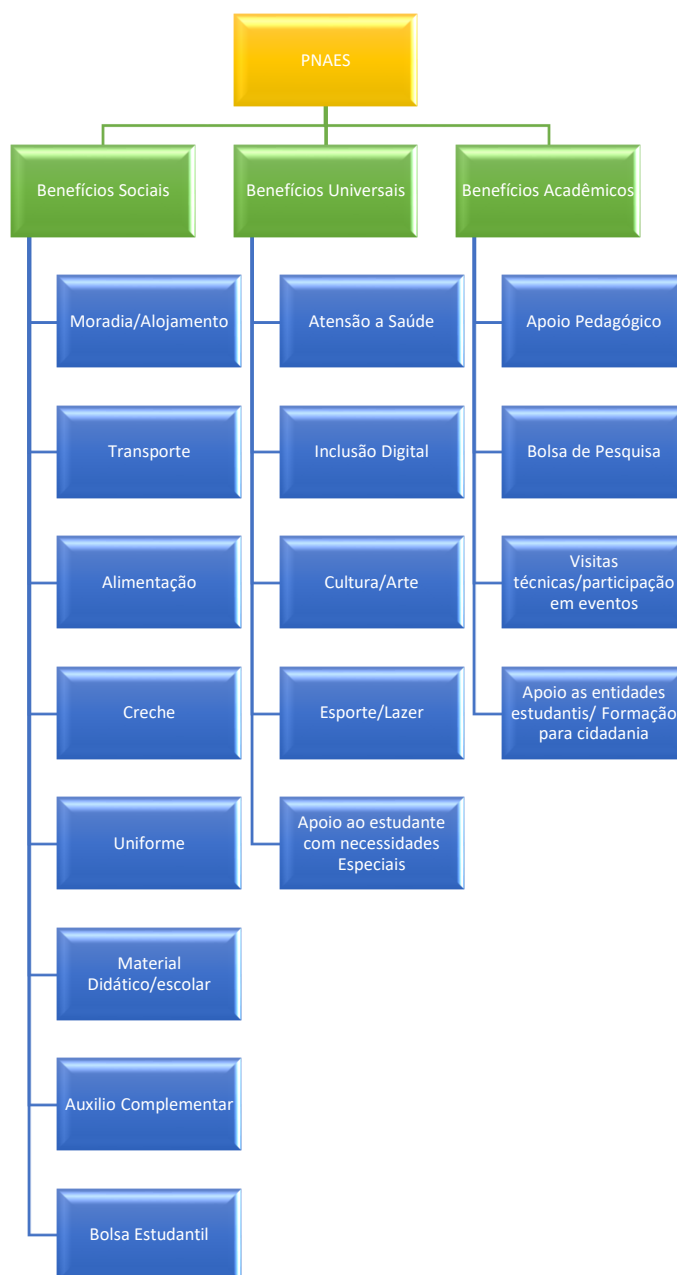 PNAES
Benefícios Sociais
Moradia/Alojamento
Transporte
Alimentação
Creche
Uniforme
Material
Didático/escolar
Auxilio Complementar
Bolsa Estudantil
Benefícios Universais
Atensão a Saúde
Inclusão Digital
Cultura/Arte
Esporte/Lazer
Apoio ao estudante
com necessidades
Especiais
Benefícios Acadêmicos
Apoio Pedagógico
Bolsa de Pesquisa
Visitas
técnicas/participação
em eventos
Apoio as entidades
estudantis/ Formação
para cidadania